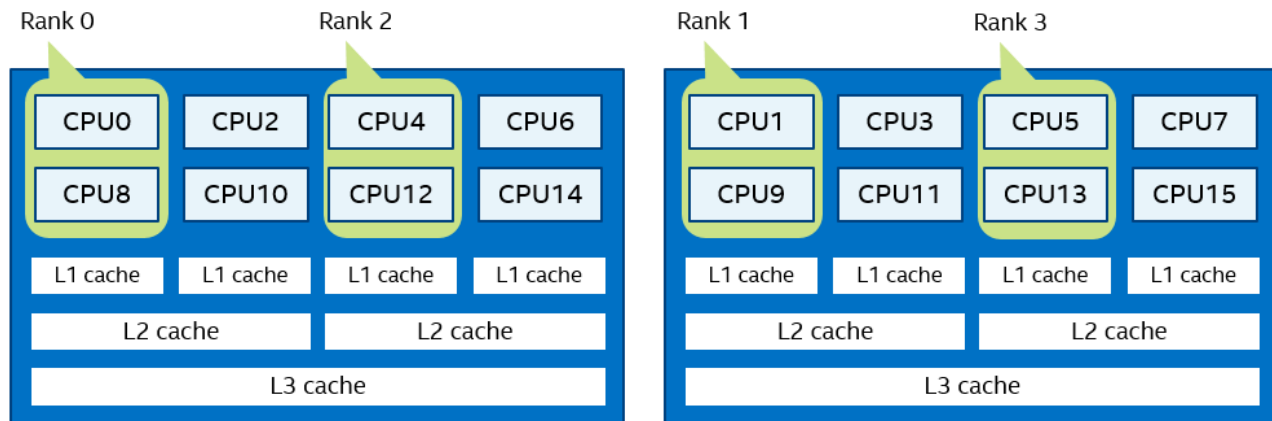 Rank 0
Rank 2
Rank 1
Rank 3
CPU0
CPU2
CPU4
CPU6
CPU1
CPU3
CPU5
CPU7
CPU8
CPU10
CPU12
CPU14
CPU9
CPU11
CPU13
CPU15
L1 cache
L1 cache
L1 cache
L1 cache
L1 cache
L1 cache
L1 cache
L1 cache
L2 cache
L2 cache
L2 cache
L2 cache
L3 cache
L3 cache